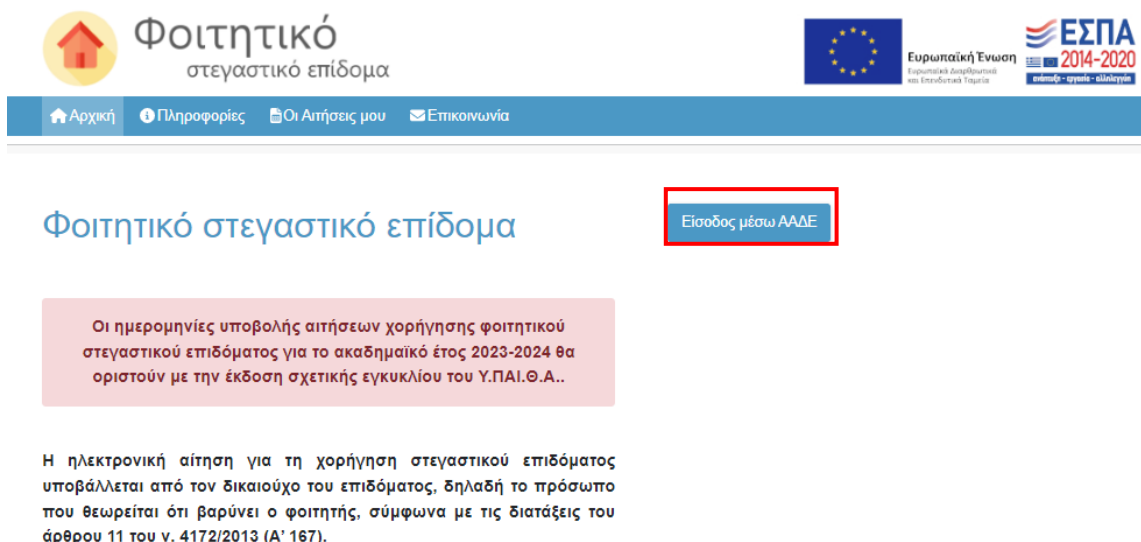 Φοιτητικό
στεγαστικό επίδομα
Ευρωπαϊκή Ένωση
Ευρωπαϊκά Διαρθρωτικά
και Επενδυτικά Ταμεία
ΕΣΠΑ
2014-2020
ανάπτυξη - εργασία - αλληλεγγύη
Αρχική Πληροφορίες Οι Αιτήσεις μου Επικοινωνία
Φοιτητικό στεγαστικό επίδομα
Είσοδος μέσω ΑΑΔΕ
Οι ημερομηνίες υποβολής αιτήσεων χορήγησης φοιτητικού
στεγαστικού επιδόματος για το ακαδημαϊκό έτος 2023-2024 θα
οριστούν με την έκδοση σχετικής εγκυκλίου του Υ.ΠΑΙ.Θ.Α..
Η ηλεκτρονική αίτηση για τη χορήγηση στεγαστικού επιδόματος
υποβάλλεται από τον δικαιούχο του επιδόματος, δηλαδή το πρόσωπο
που θεωρείται ότι βαρύνει ο φοιτητής, σύμφωνα με τις διατάξεις του
άρθρου 11 του ν. 4172/2013 (Α' 167).